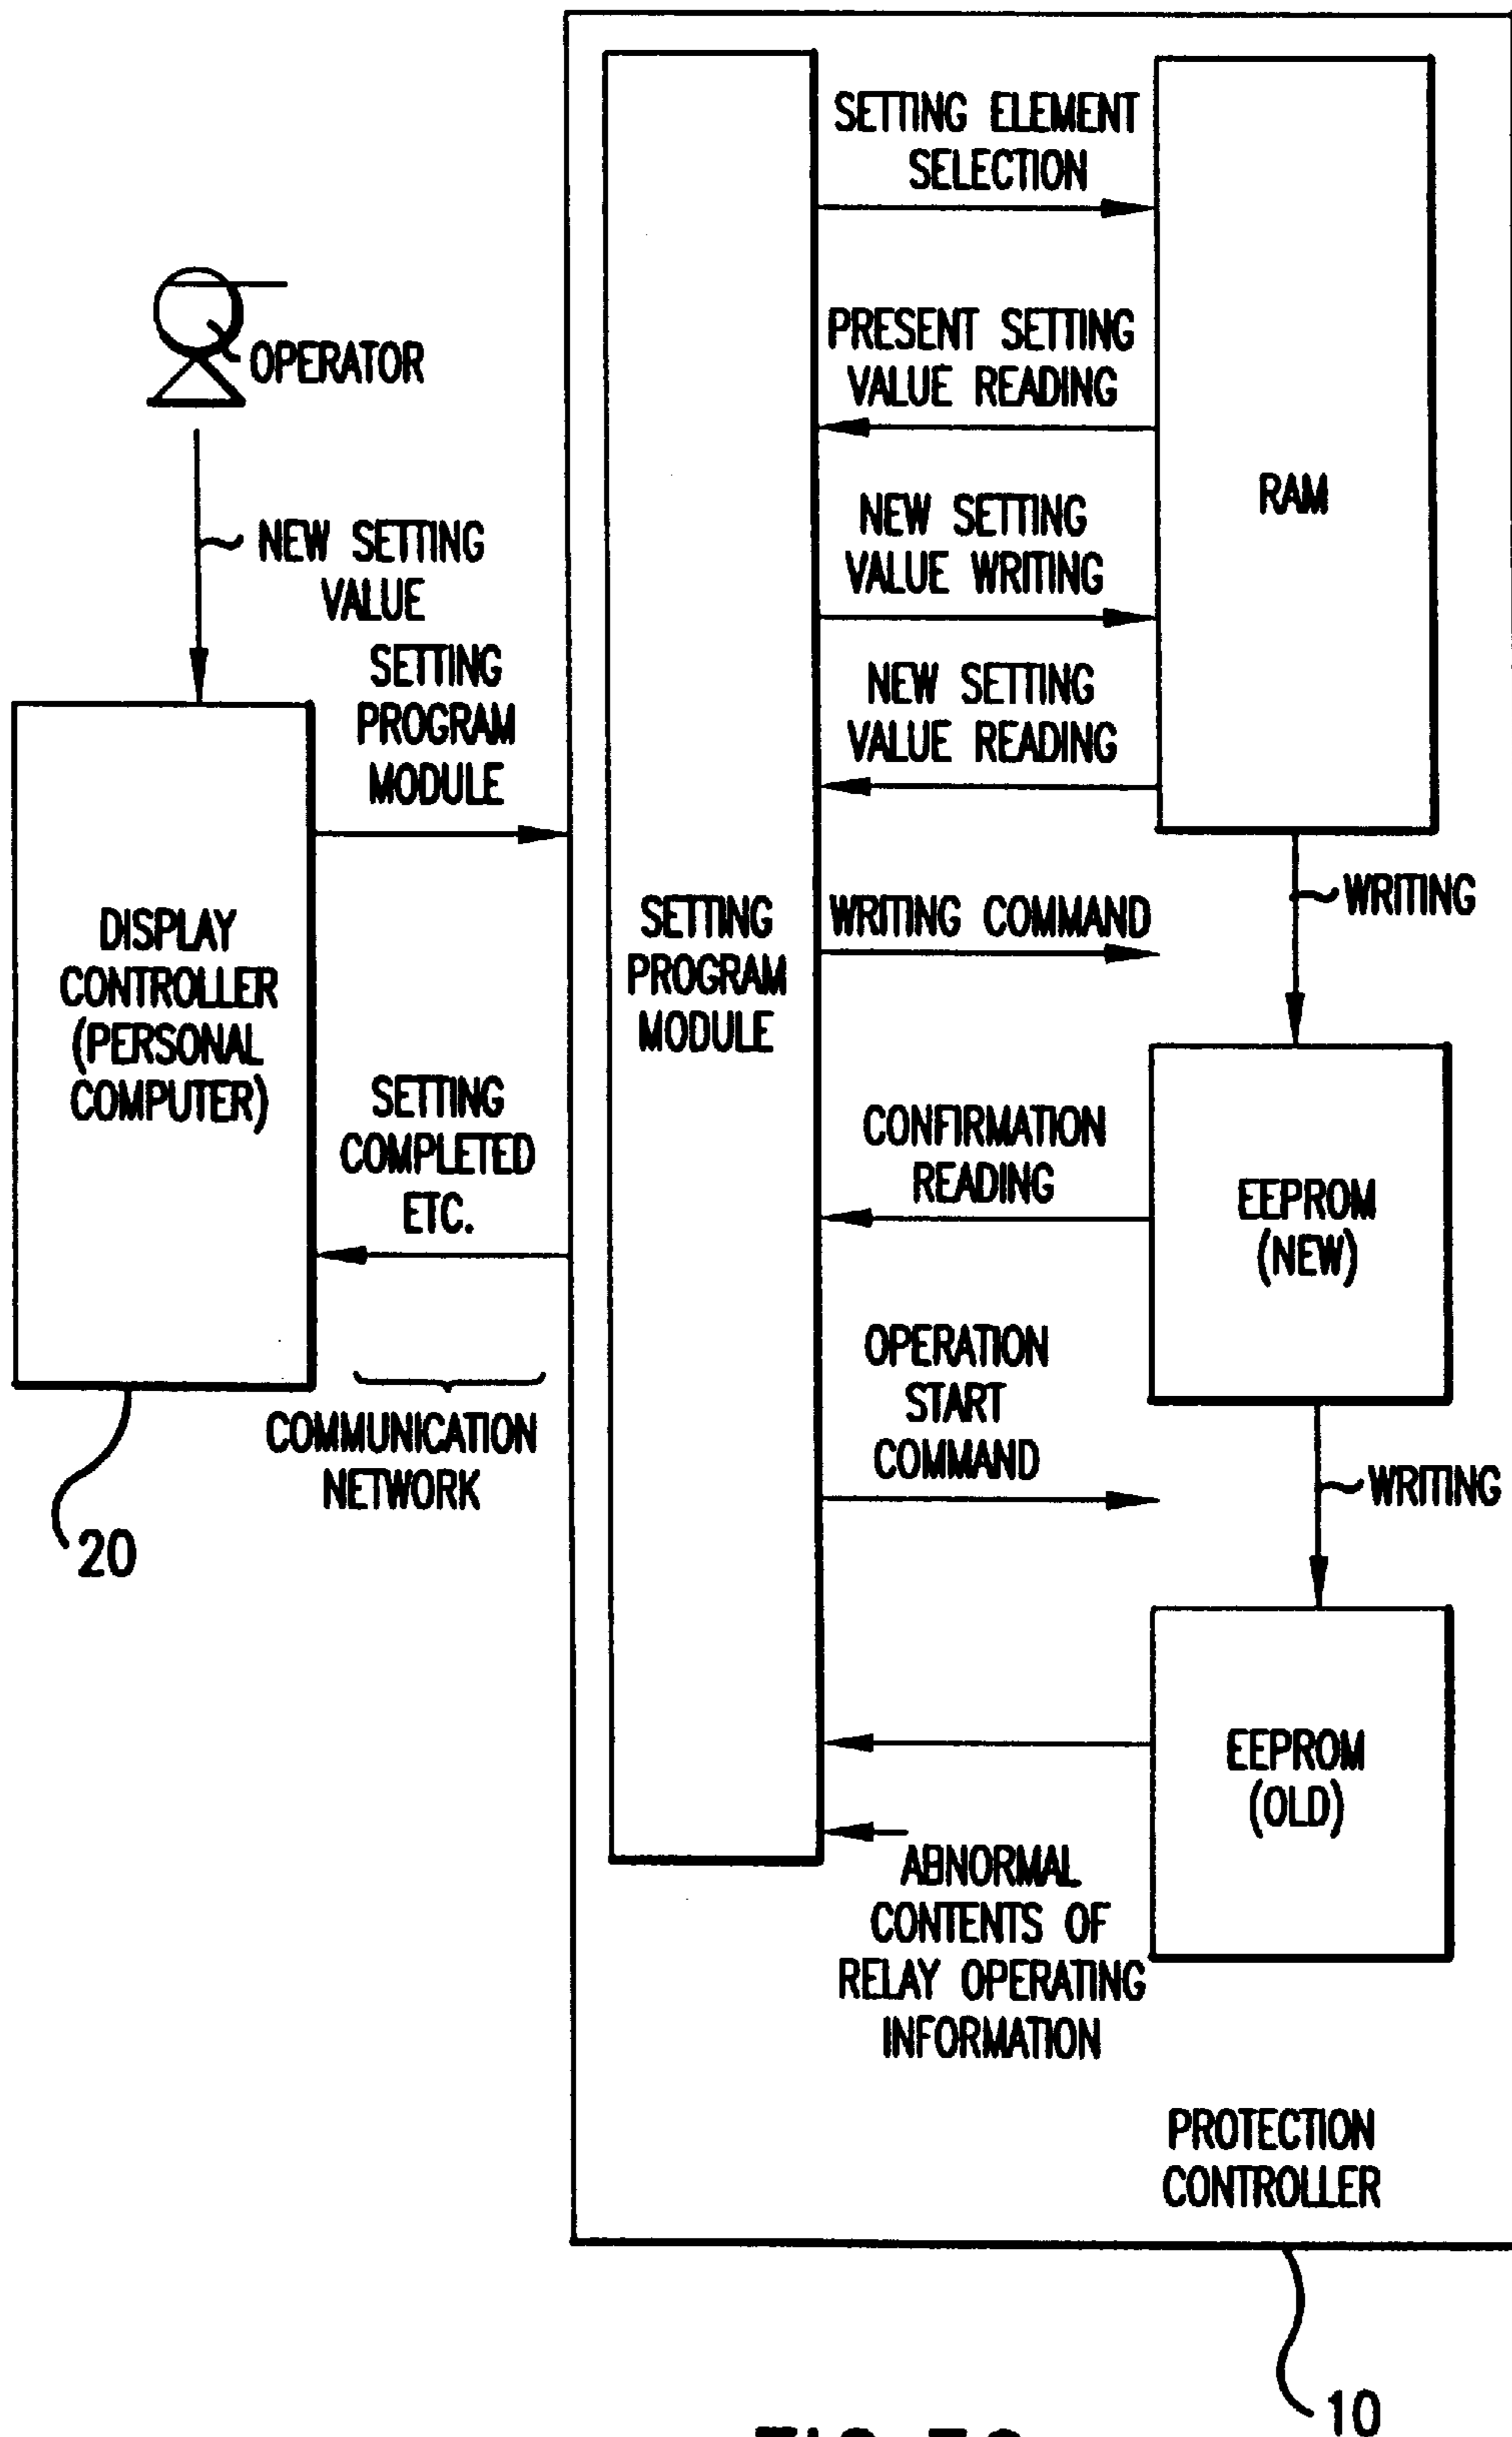 SETTING ELEMENT
SELECTION
OPERATOR
PRESENT SETTING
VALUE READING
RAM
NEW SETTING
VALUE
NEW SETTING
VALUE WRITING
SETTING
PROGRAM
MODULE
NEW SETTING
VALUE READING
DISPLAY
CONTROLLER
(PERSONAL
COMPUTER)
SETTING
PROGRAM
MODULE
WRITING COMMAND
WRITING
SETTING
COMPLETED
ETC.
CONFIRMATION
READING
EEPROM
(NEW)
COMMUNICATION
NETWORK
OPERATION
START
COMMAND
WRITING
20
EEPROM
(OLD)
ABNORMAL
CONTENTS OF
RELAY OPERATING
INFORMATION
PROTECTION
CONTROLLER
10